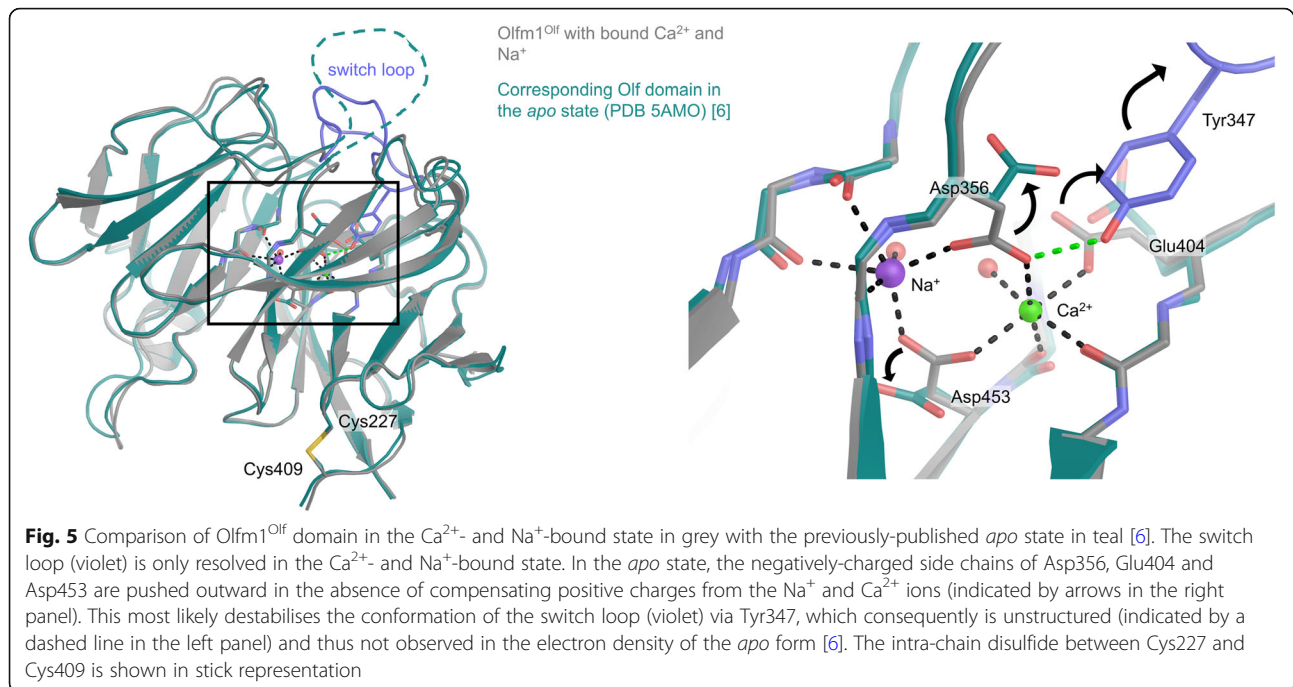 switch loop
Olfm1^Olf with bound Ca²⁺ and
Na⁺
Corresponding Olf domain in
the apo state (PDB 5AMO) [6]
Cys227
Cys409
Tyr347
Asp356
Glu404
Na⁺
Ca²⁺
Asp453
Fig. 5 Comparison of Olfm1^Olf domain in the Ca²⁺- and Na⁺-bound state in grey with the previously-published apo state in teal [6]. The switch
loop (violet) is only resolved in the Ca²⁺- and Na⁺-bound state. In the apo state, the negatively-charged side chains of Asp356, Glu404 and
Asp453 are pushed outward in the absence of compensating positive charges from the Na⁺ and Ca²⁺ ions (indicated by arrows in the right
panel). This most likely destabilises the conformation of the switch loop (violet) via Tyr347, which consequently is unstructured (indicated by a
dashed line in the left panel) and thus not observed in the electron density of the apo form [6]. The intra-chain disulfide between Cys227 and
Cys409 is shown in stick representation